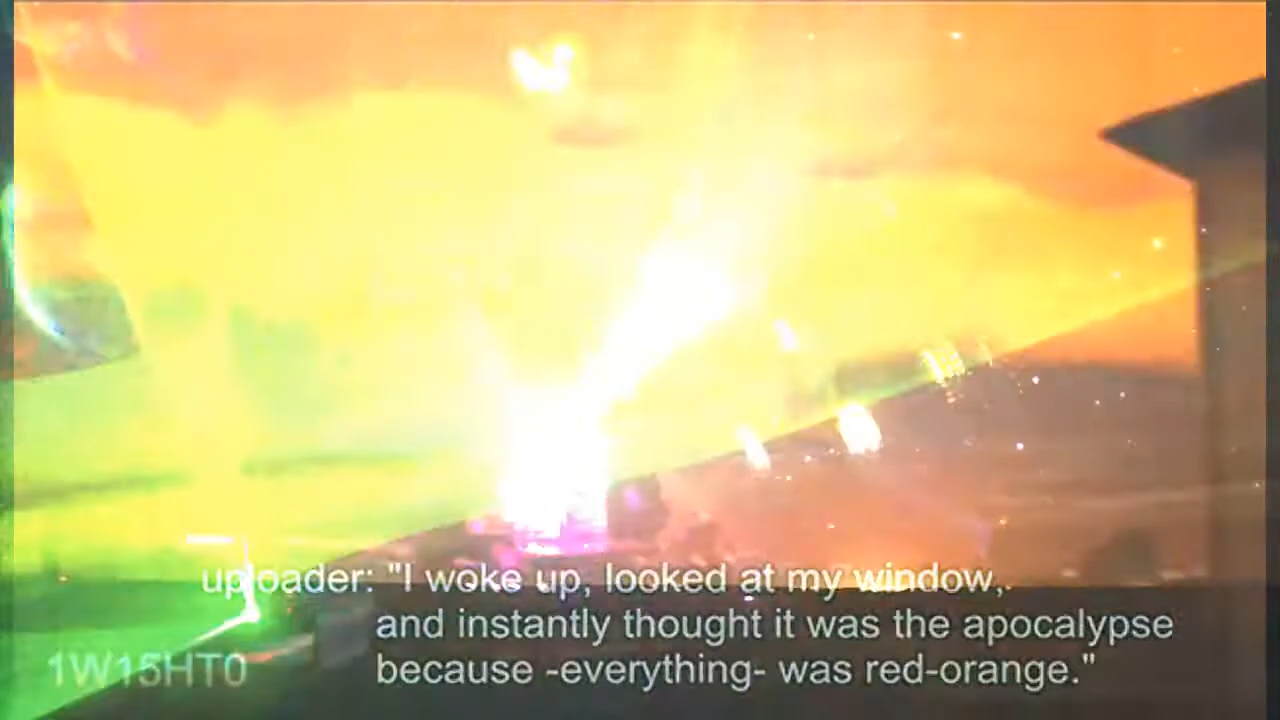 uploader: "I woke up, looked at my window,
and instantly thought it was the apocalypse
because -everything- was red-orange."
1W15HT0